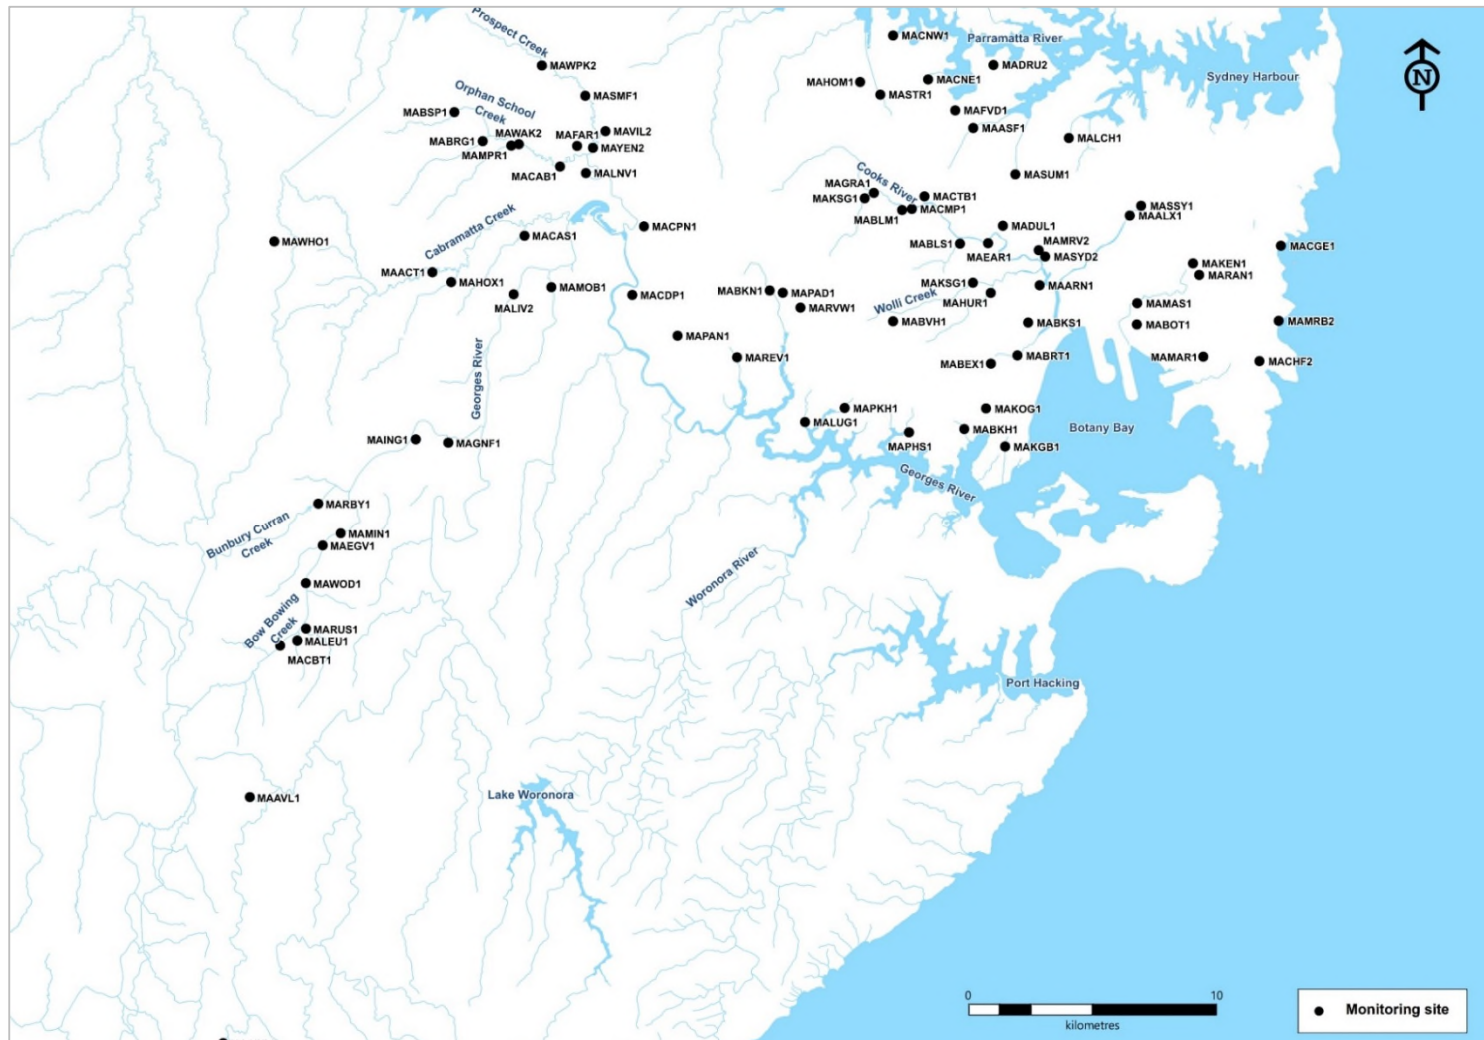 Prospect Creek
MACNW1
Parramatta River
N
MAWPK2
MADRU2
Sydney Harbour
MACNE1
MAHOM1
MASMF1
MASTR1
Orphan School
Creek
MABSP1
MAFVD1
MAASF1
MAWAK2
MAFAR1
MAVIL2
MABRG1
MAMPR1
MAYEN2
MALCH1
MACAB1
MALNV1
MASUM1
Cooks River
MAGRA1
MAKSG1
MACTB1
MABLM1
MACMP1
MASSY1
MAALX1
Cabramatta Creek
MACPN1
MADUL1
MACAS1
MAWHO1
MABLS1
MAEAR1
MAMRV2
MASYD2
MACGE1
MAKEN1
MARAN1
MAACT1
MAHOX1
MAMOB1
MALIV2
MACDP1
MABKN1
MAPAD1
MARVW1
MAKSG1
MAHUR1
MAARN1
Wolli Creek
MAMAS1
MABVH1
MABKS1
MABOT1
MAMRB2
MAPAN1
MAREV1
MABRT1
MABEX1
MAMAR1
MACHF2
Georges River
MAPKH1
MAKOG1
MALUG1
MABKH1
Botany Bay
MAING1
MAGNF1
MAPHS1
MAKGB1
Georges River
MARBY1
Bunbury Curran
Creek
MAMIN1
MAEGV1
Woronora River
MAWOD1
Bow Bowing
Creek
MARUS1
MALEU1
MACBT1
Port Hacking
Lake Woronora
MAAVL1
0
10
kilometres
Monitoring site